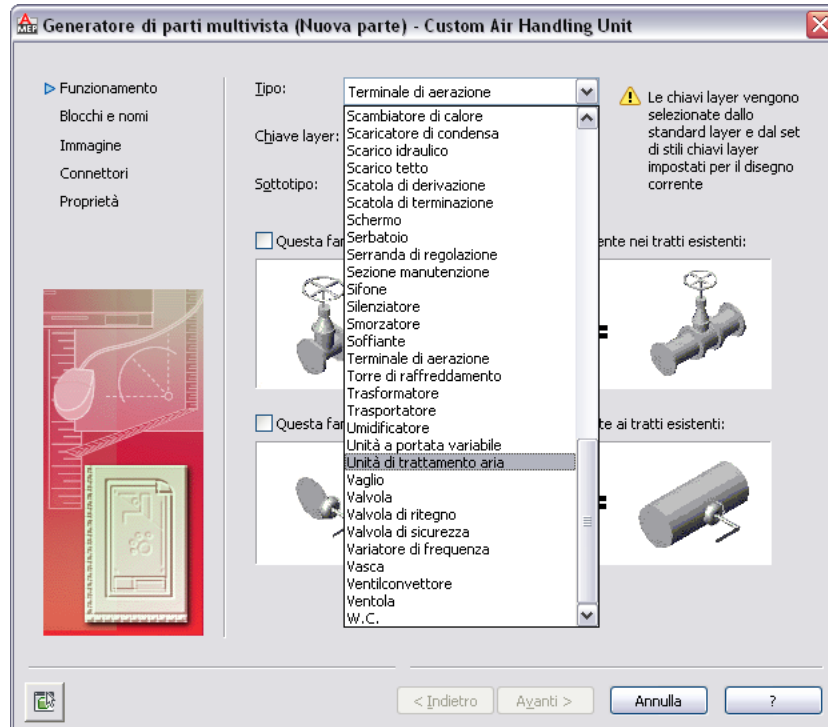 Generatore di parti multivista (Nuova parte) - Custom Air Handling Unit
Funzionamento
Blocchi e nomi
Immagine
Connettori
Proprietà
Tipo:
Terminale di aerazione
Chiave layer:
Sottotipo:
Le chiavi layer vengono
selezionate dallo
standard layer e dal set
di stili chiavi layer
impostati per il disegno
corrente
Scambiatore di calore
Scaricatore di condensa
Scarico idraulico
Scarico tetto
Scatola di derivazione
Scatola di terminazione
Schermo
Serbatoio
Serranda di regolazione
Sezione manutenzione
Sifone
Silenziatore
Smorzatore
Soffiante
Terminale di aerazione
Torre di raffreddamento
Trasformatore
Trasportatore
Umidificatore
Unità a portata variabile
Unità di trattamento aria
Vaglio
Valvola
Valvola di ritegno
Valvola di sicurezza
Variatore di frequenza
Vasca
Ventilconvettore
Ventola
W.C.
Questa far
ente nei tratti esistenti:
=
Questa far
te ai tratti esistenti:
=
< Indietro
Avanti >
Annulla
?